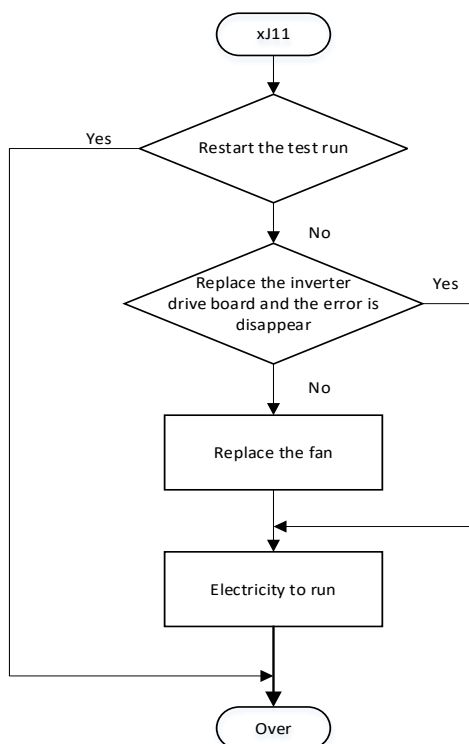 xJ11
Yes
Restart the test run
No
Replace the inverter
drive board and the error is
disappear
Yes
No
Replace the fan
Electricity to run
Over